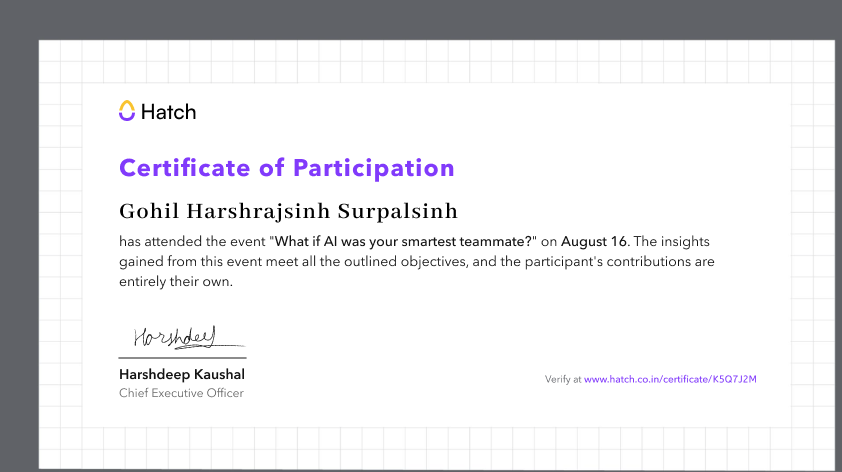 Hatch
Certificate of Participation
Gohil Harshrajsinh Surpalsinh
has attended the event "What if AI was your smartest teammate?" on August 16. The insights
gained from this event meet all the outlined objectives, and the participant's contributions are
entirely their own.
Harshdeep
Harshdeep Kaushal
Chief Executive Officer
Verify at www.hatch.co.in/certificate/K5Q7J2M